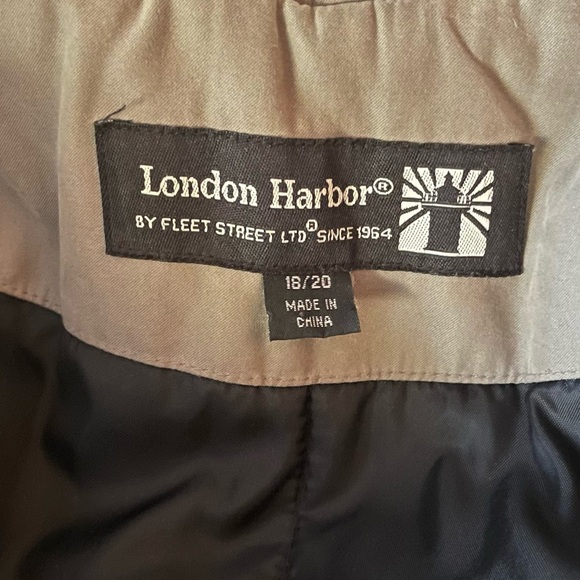 London Harbor®
BY FLEET STREET LTD® SINCE 1964
18/20
MADE IN
CHINA